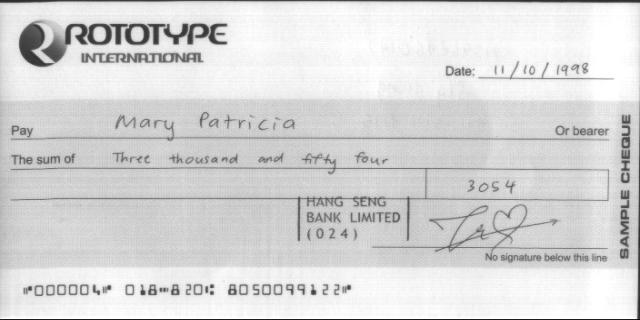 ROTOTYPE
INTERNATIONAL
Date: 11/10/1998
Pay Mary Patricia Or bearer
The sum of Three thousand and fifty four
3054
HANG SENG
BANK LIMITED
(024)
No signature below this line
SAMPLE CHEQUE
⑈000004⑈ 018⑉820⑆ 8050099122⑈